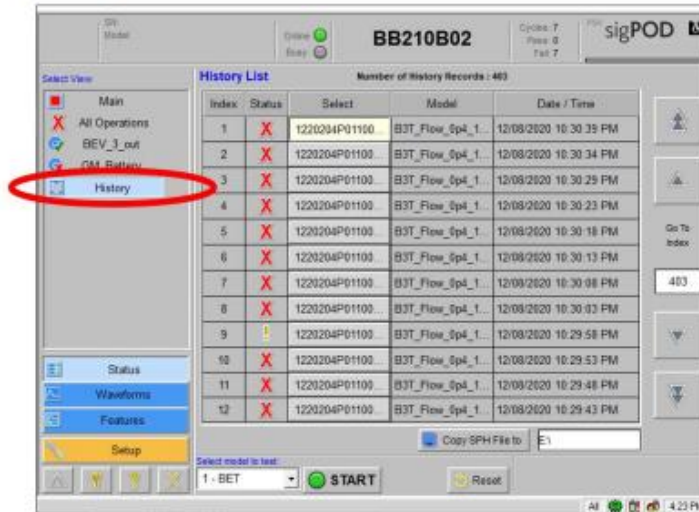 SN:
Model
Online
Busy
BB210B02
Cycles 7
Pass 0
Fail 7
sigPOD
Select View
Main
All Operations
BEV_3_out
GM_Battery
History
Status
Waveforms
Features
Setup
History List
Number of History Records : 403
Index Status Select Model Date / Time
1 X 1220204P01100... B3T_Flow_0p4_1... 12/08/2020 10:30:39 PM
2 X 1220204P01100... B3T_Flow_0p4_1... 12/08/2020 10:30:34 PM
3 X 1220204P01100... B3T_Flow_0p4_1... 12/08/2020 10:30:29 PM
4 X 1220204P01100... B3T_Flow_0p4_1... 12/08/2020 10:30:23 PM
5 X 1220204P01100... B3T_Flow_0p4_1... 12/08/2020 10:30:18 PM
6 X 1220204P01100... B3T_Flow_0p4_1... 12/08/2020 10:30:13 PM
7 X 1220204P01100... B3T_Flow_0p4_1... 12/08/2020 10:30:08 PM
8 X 1220204P01100... B3T_Flow_0p4_1... 12/08/2020 10:30:03 PM
9 ! 1220204P01100... B3T_Flow_0p4_1... 12/08/2020 10:29:58 PM
10 X 1220204P01100... B3T_Flow_0p4_1... 12/08/2020 10:29:53 PM
11 X 1220204P01100... B3T_Flow_0p4_1... 12/08/2020 10:29:48 PM
12 X 1220204P01100... B3T_Flow_0p4_1... 12/08/2020 10:29:43 PM
Go To
Index
403
Copy SPH File to E:\
Select model to test
1 - BET START Reset
All 4:23 PM